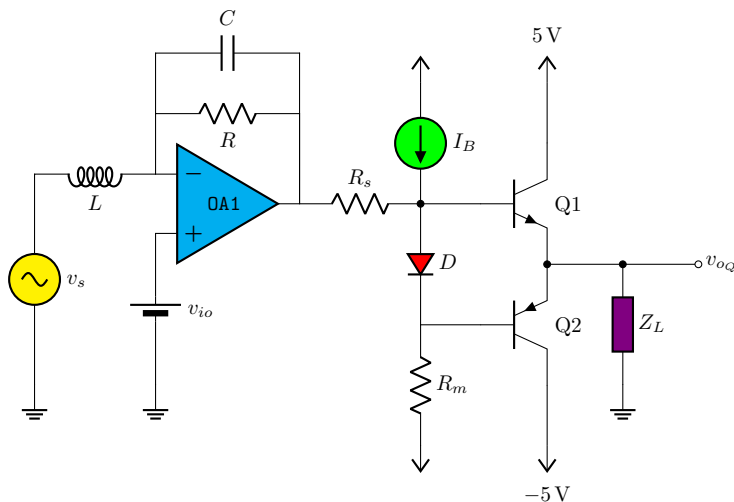 C
5 V
R
I_B
L
R_s
− 
OA1
+
Q1
v_s
D
v_{o_Q}
v_{io}
Q2
Z_L
R_m
−5 V